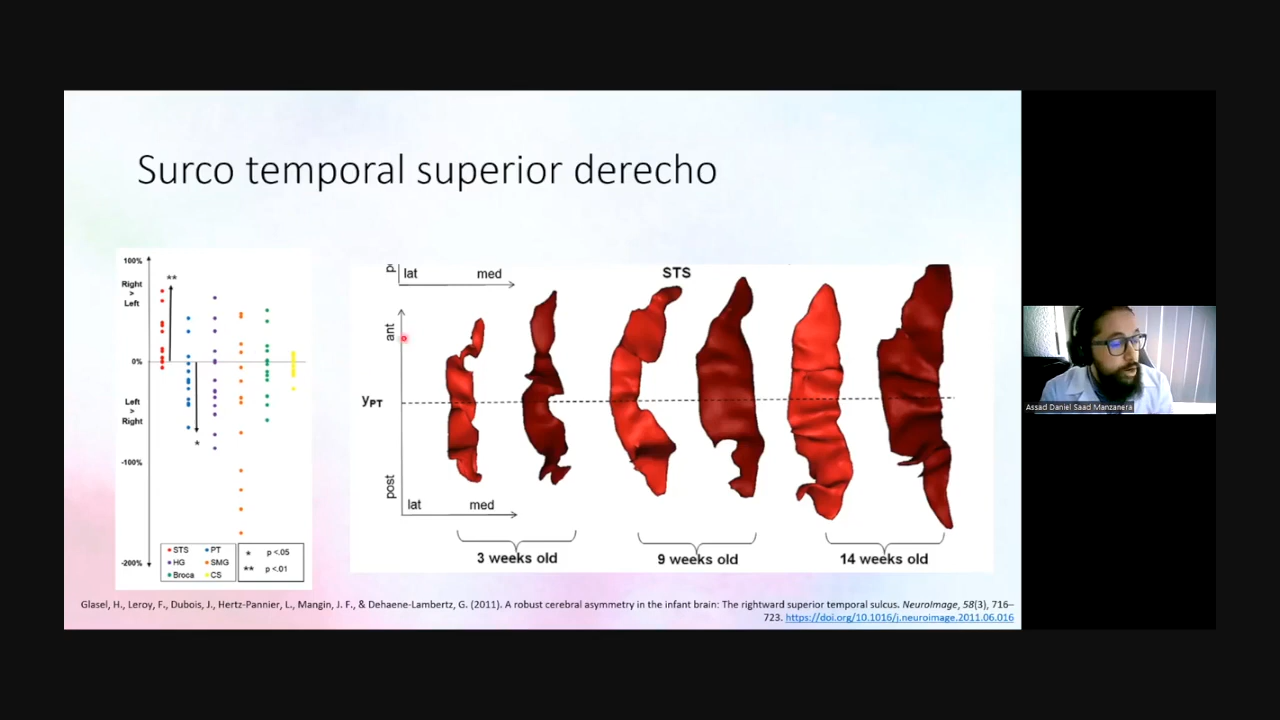 Surco temporal superior derecho
100%
Right
>
Left
**
0%
Left
>
Right
*
-100%
-200%
STS PT
HG SMG
Broca CS
* p <.05
** p <.01
lat med
STS
ant
yPT
post
lat med
3 weeks old
9 weeks old
14 weeks old
Glasel, H., Leroy, F., Dubois, J., Hertz-Pannier, L., Mangin, J. F., & Dehaene-Lambertz, G. (2011). A robust cerebral asymmetry in the infant brain: The rightward superior temporal sulcus. NeuroImage, 58(3), 716–
723. https://doi.org/10.1016/j.neuroimage.2011.06.016
Assad Daniel Saad Manzanera